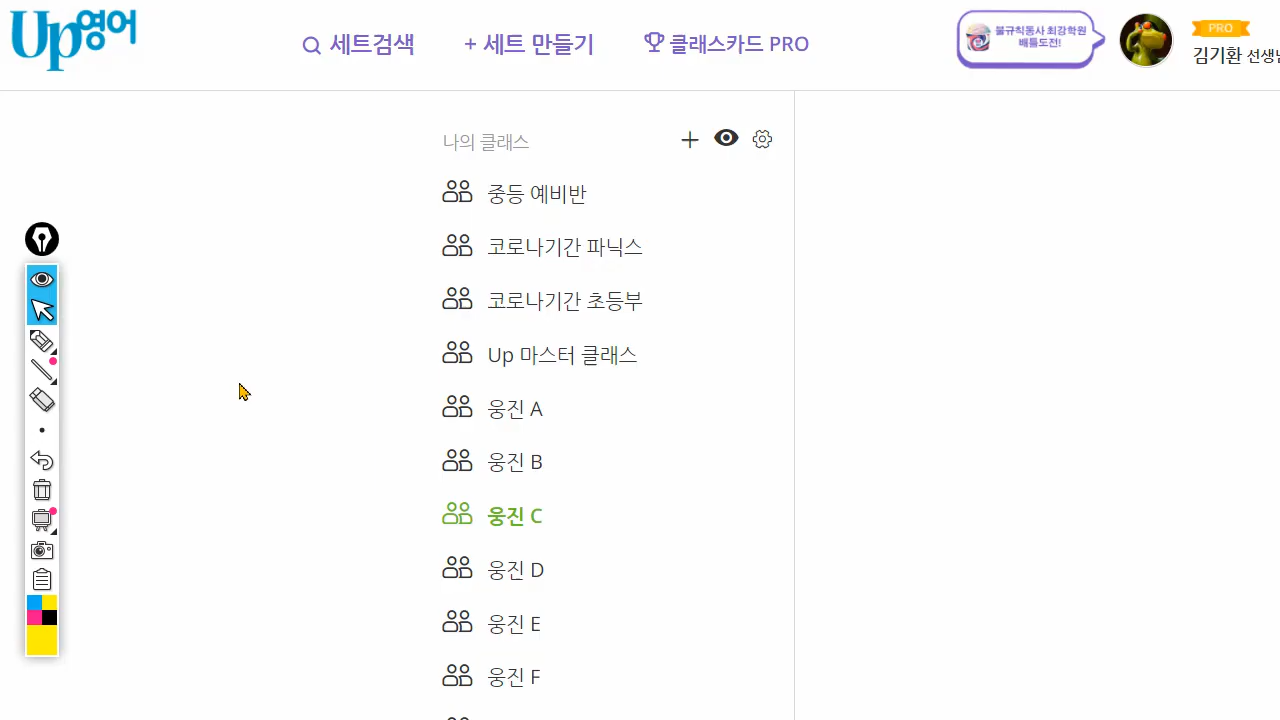 Up영어
세트검색
+ 세트 만들기
클래스카드 PRO
불규칙동사 최강학원
배틀도전!
PRO
김기환 선생님
나의 클래스
중등 예비반
코로나기간 파닉스
코로나기간 초등부
Up 마스터 클래스
웅진 A
웅진 B
웅진 C
웅진 D
웅진 E
웅진 F